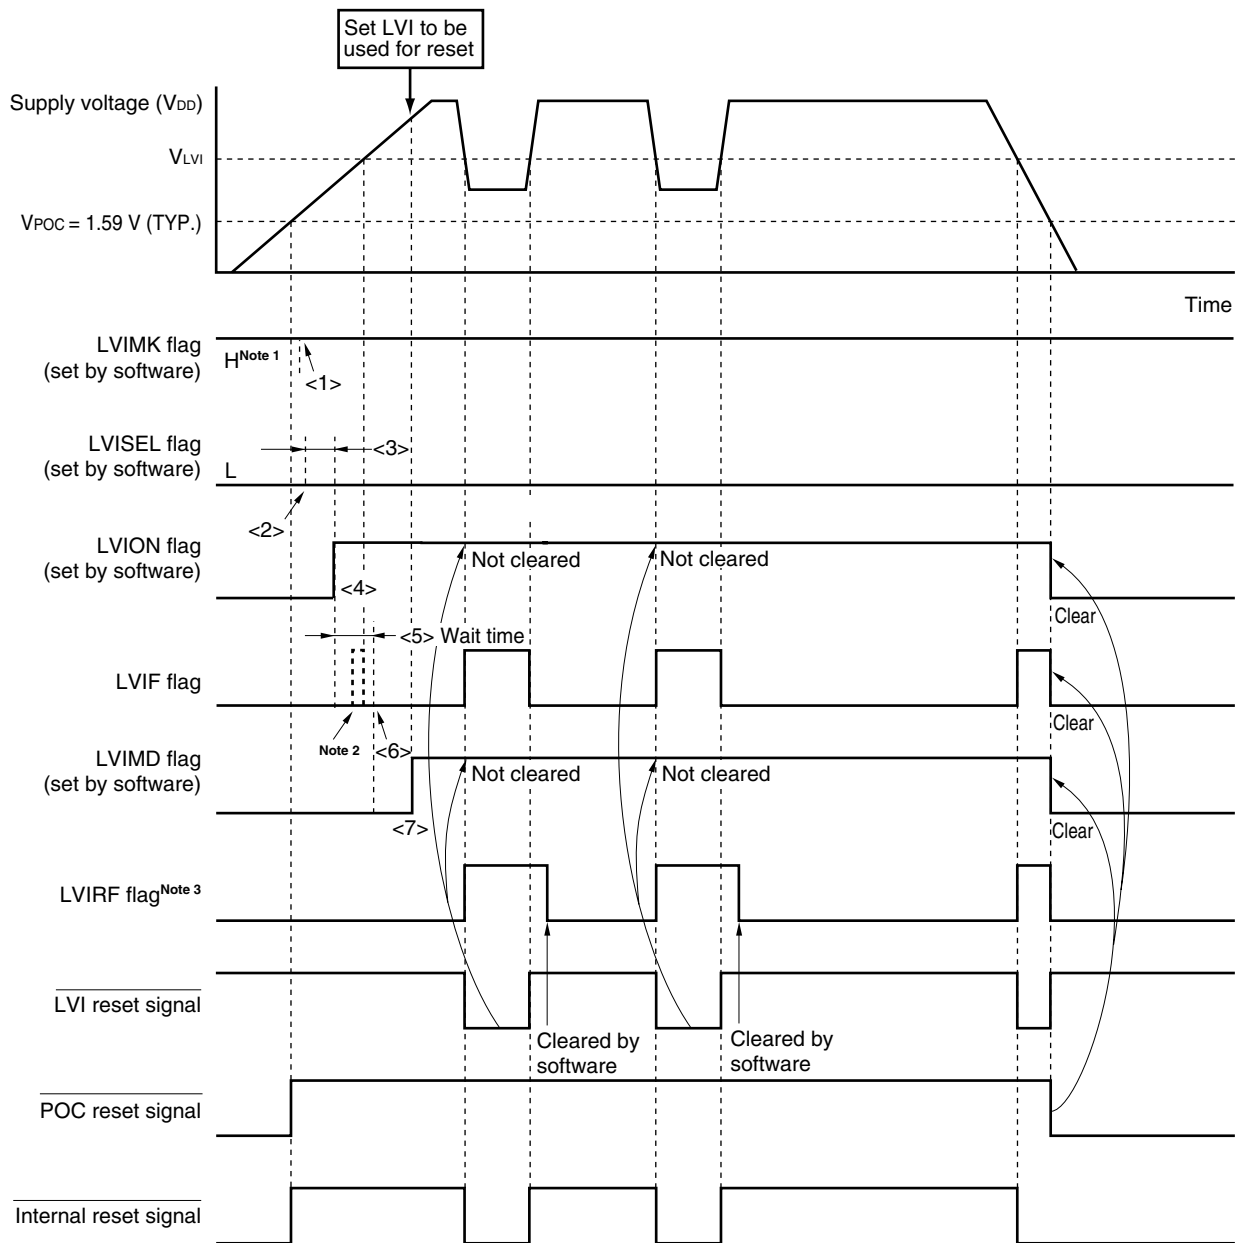 Set LVI to be
used for reset
Supply voltage (VDD)
VLVI
VPOC = 1.59 V (TYP.)
Time
LVIMK flag
(set by software)
H Note 1
<1>
LVISEL flag
(set by software)
<3>
L
<2>
LVION flag
(set by software)
Not cleared
Not cleared
<4>
Clear
<5> Wait time
LVIF flag
Clear
Note 2
<6>
LVIMD flag
(set by software)
Not cleared
Not cleared
<7>
Clear
LVIRF flag Note 3
LVI reset signal
Cleared by
software
Cleared by
software
POC reset signal
Internal reset signal